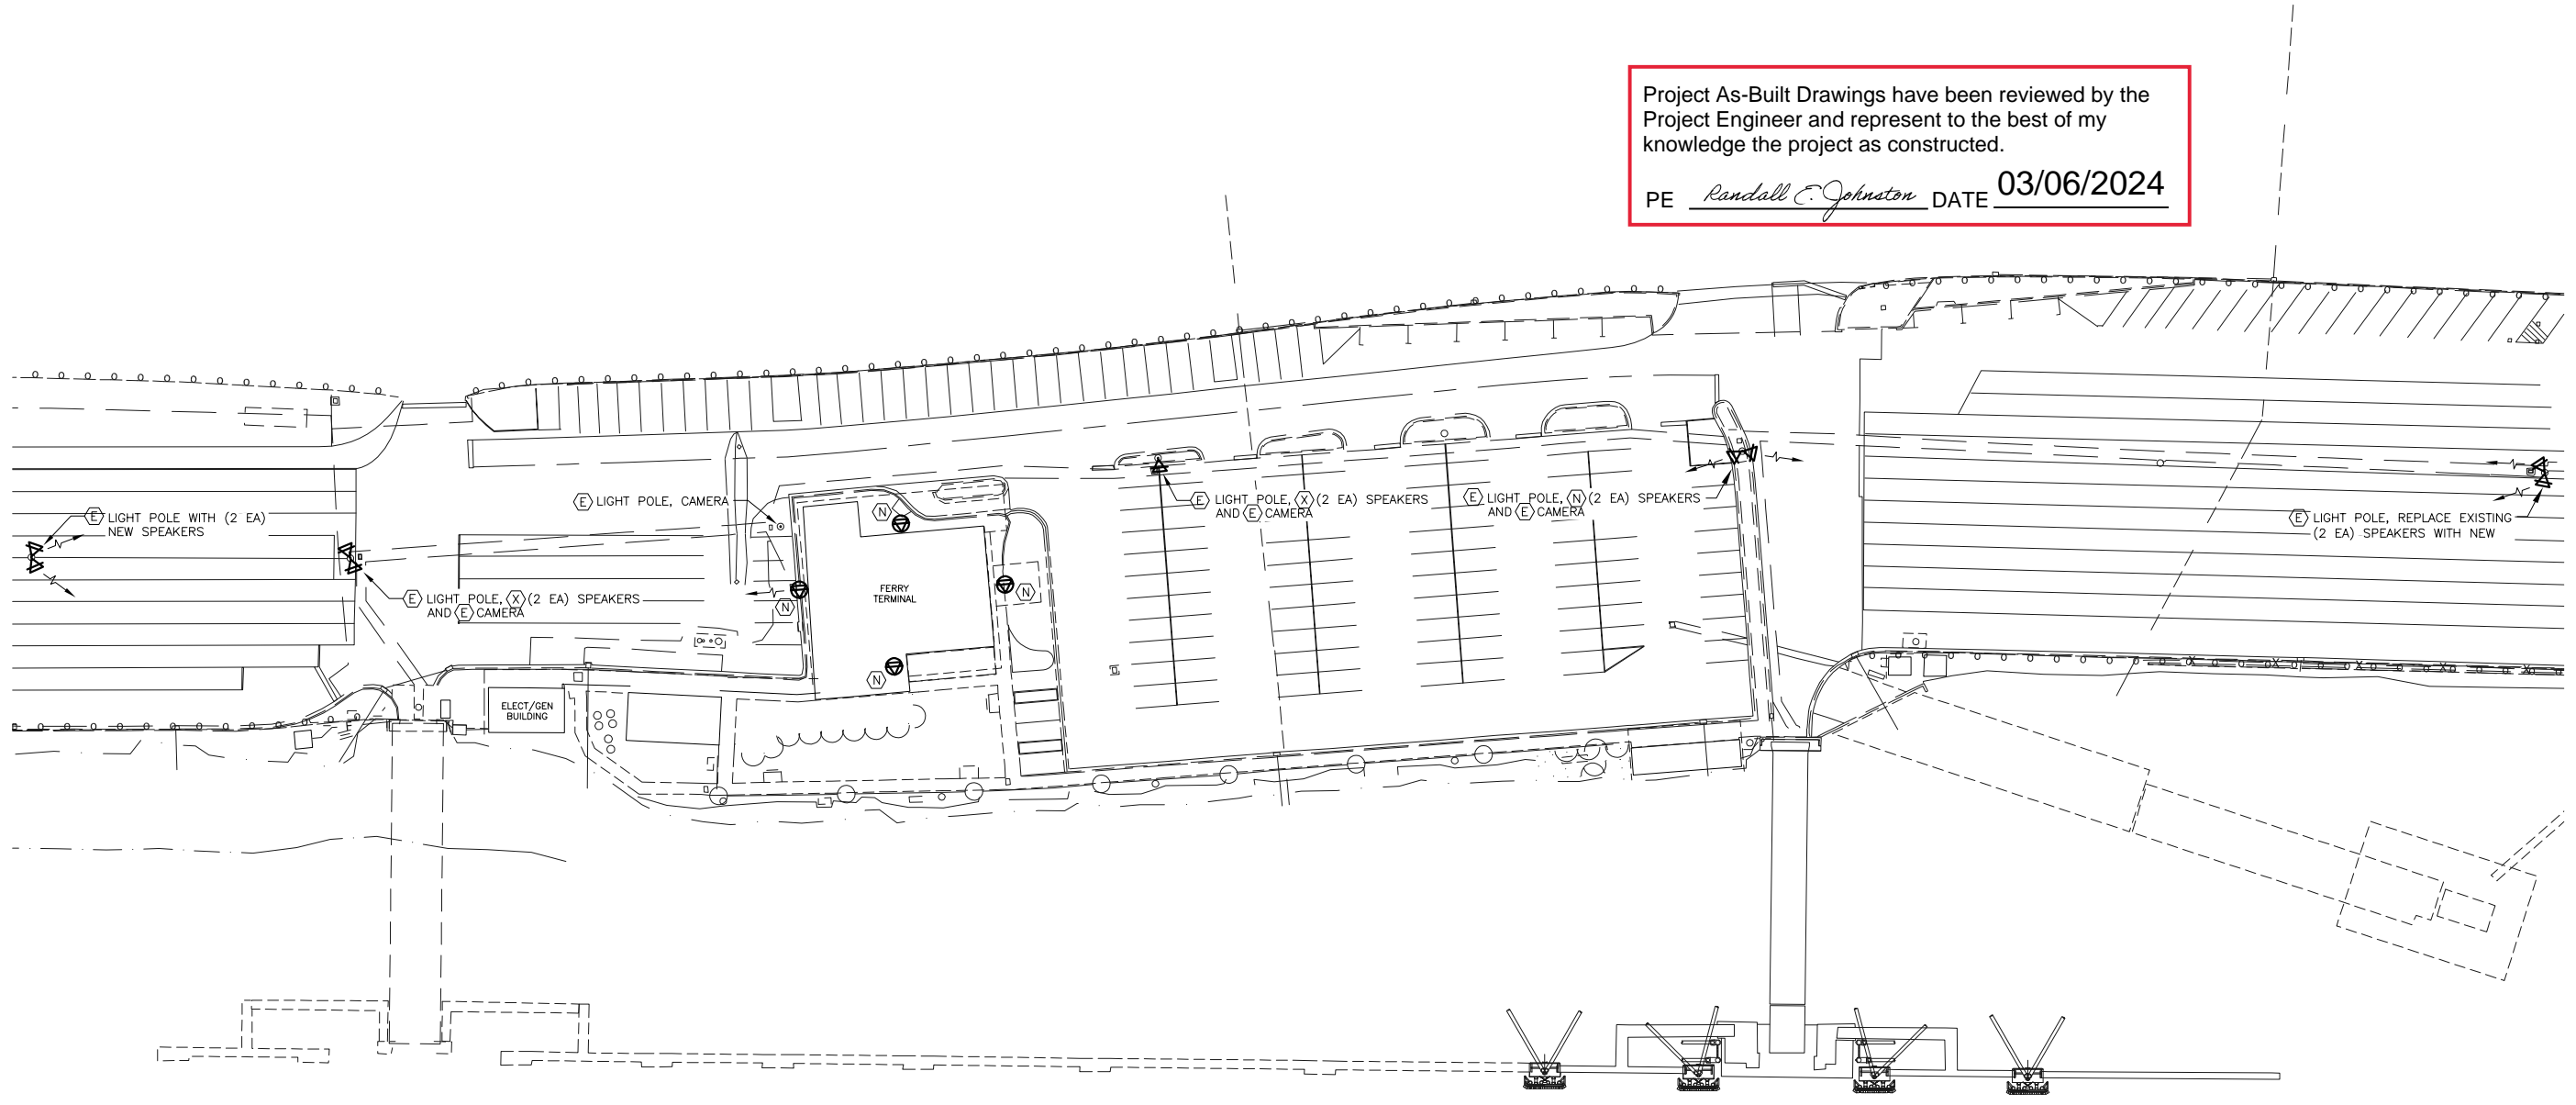 Project As-Built Drawings have been reviewed by the
Project Engineer and represent to the best of my
knowledge the project as constructed.
PE Randall E. Johnston DATE 03/06/2024
E LIGHT POLE WITH (2 EA)
NEW SPEAKERS
E LIGHT POLE, X (2 EA) SPEAKERS
AND E CAMERA
E LIGHT POLE, CAMERA
N
N
N
N
FERRY
TERMINAL
ELECT/GEN
BUILDING
E LIGHT POLE, X (2 EA) SPEAKERS
AND E CAMERA
E LIGHT POLE, N (2 EA) SPEAKERS
AND E CAMERA
E LIGHT POLE, REPLACE EXISTING
(2 EA) SPEAKERS WITH NEW